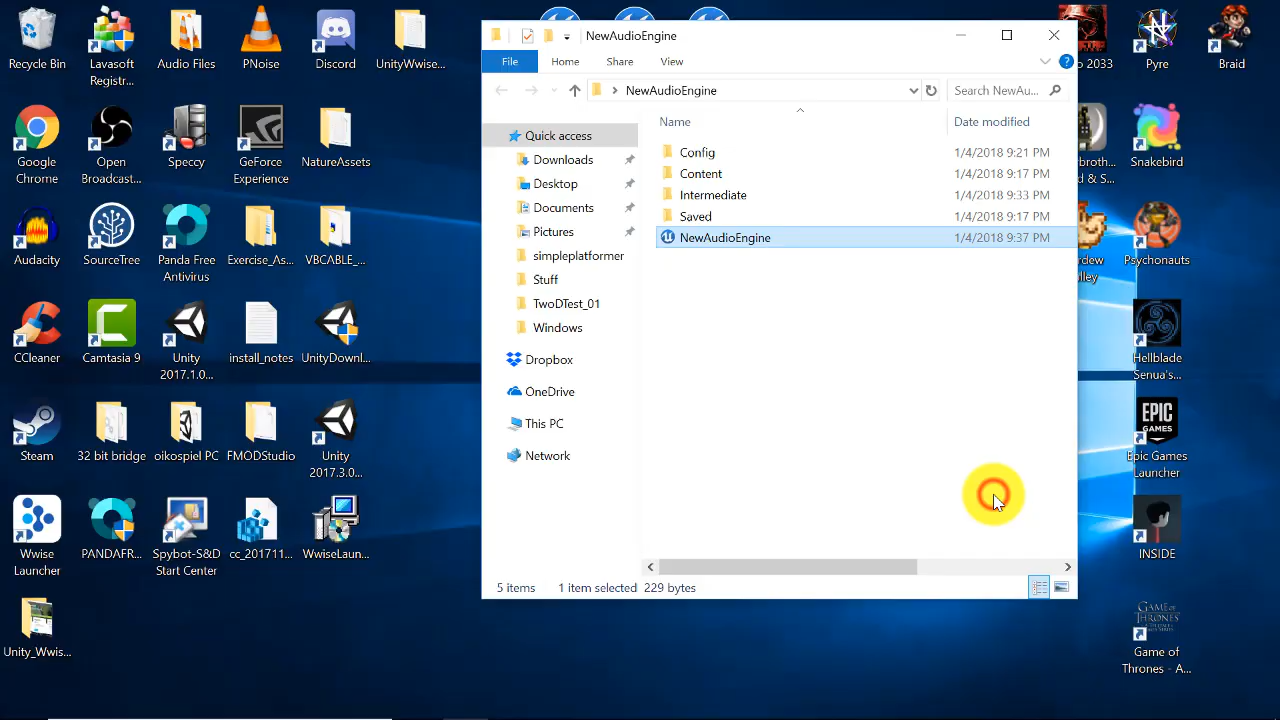 Recycle Bin
Lavasoft
Registr...
Audio Files
PNoise
Discord
UnityWwise...
Google
Chrome
Open
Broadcast...
Speccy
GeForce
Experience
NatureAssets
Audacity
SourceTree
Panda Free
Antivirus
Exercise_As...
VBCABLE_...
CCleaner
Camtasia 9
Unity
2017.1.0...
install_notes
UnityDownl...
Steam
32 bit bridge
oikospiel PC
FMODStudio
Unity
2017.3.0...
Wwise
Launcher
PANDAFR...
Spybot-S&D
Start Center
cc_201711...
WwiseLaun...
Unity_Wwis...
NewAudioEngine
File
Home
Share
View
NewAudioEngine
Search NewAu...
Quick access
Downloads
Desktop
Documents
Pictures
simpleplatformer
Stuff
TwoDTest_01
Windows
Dropbox
OneDrive
This PC
Network
Name
Date modified
Config
1/4/2018 9:21 PM
Content
1/4/2018 9:17 PM
Intermediate
1/4/2018 9:33 PM
Saved
1/4/2018 9:17 PM
NewAudioEngine
1/4/2018 9:37 PM
5 items
1 item selected
229 bytes
2033
Pyre
Braid
Snakebird
Psychonauts
Hellblade
Senua's...
EPIC
GAMES
Epic Games
Launcher
INSIDE
GAME OF
THRONES
Game of
Thrones - A...